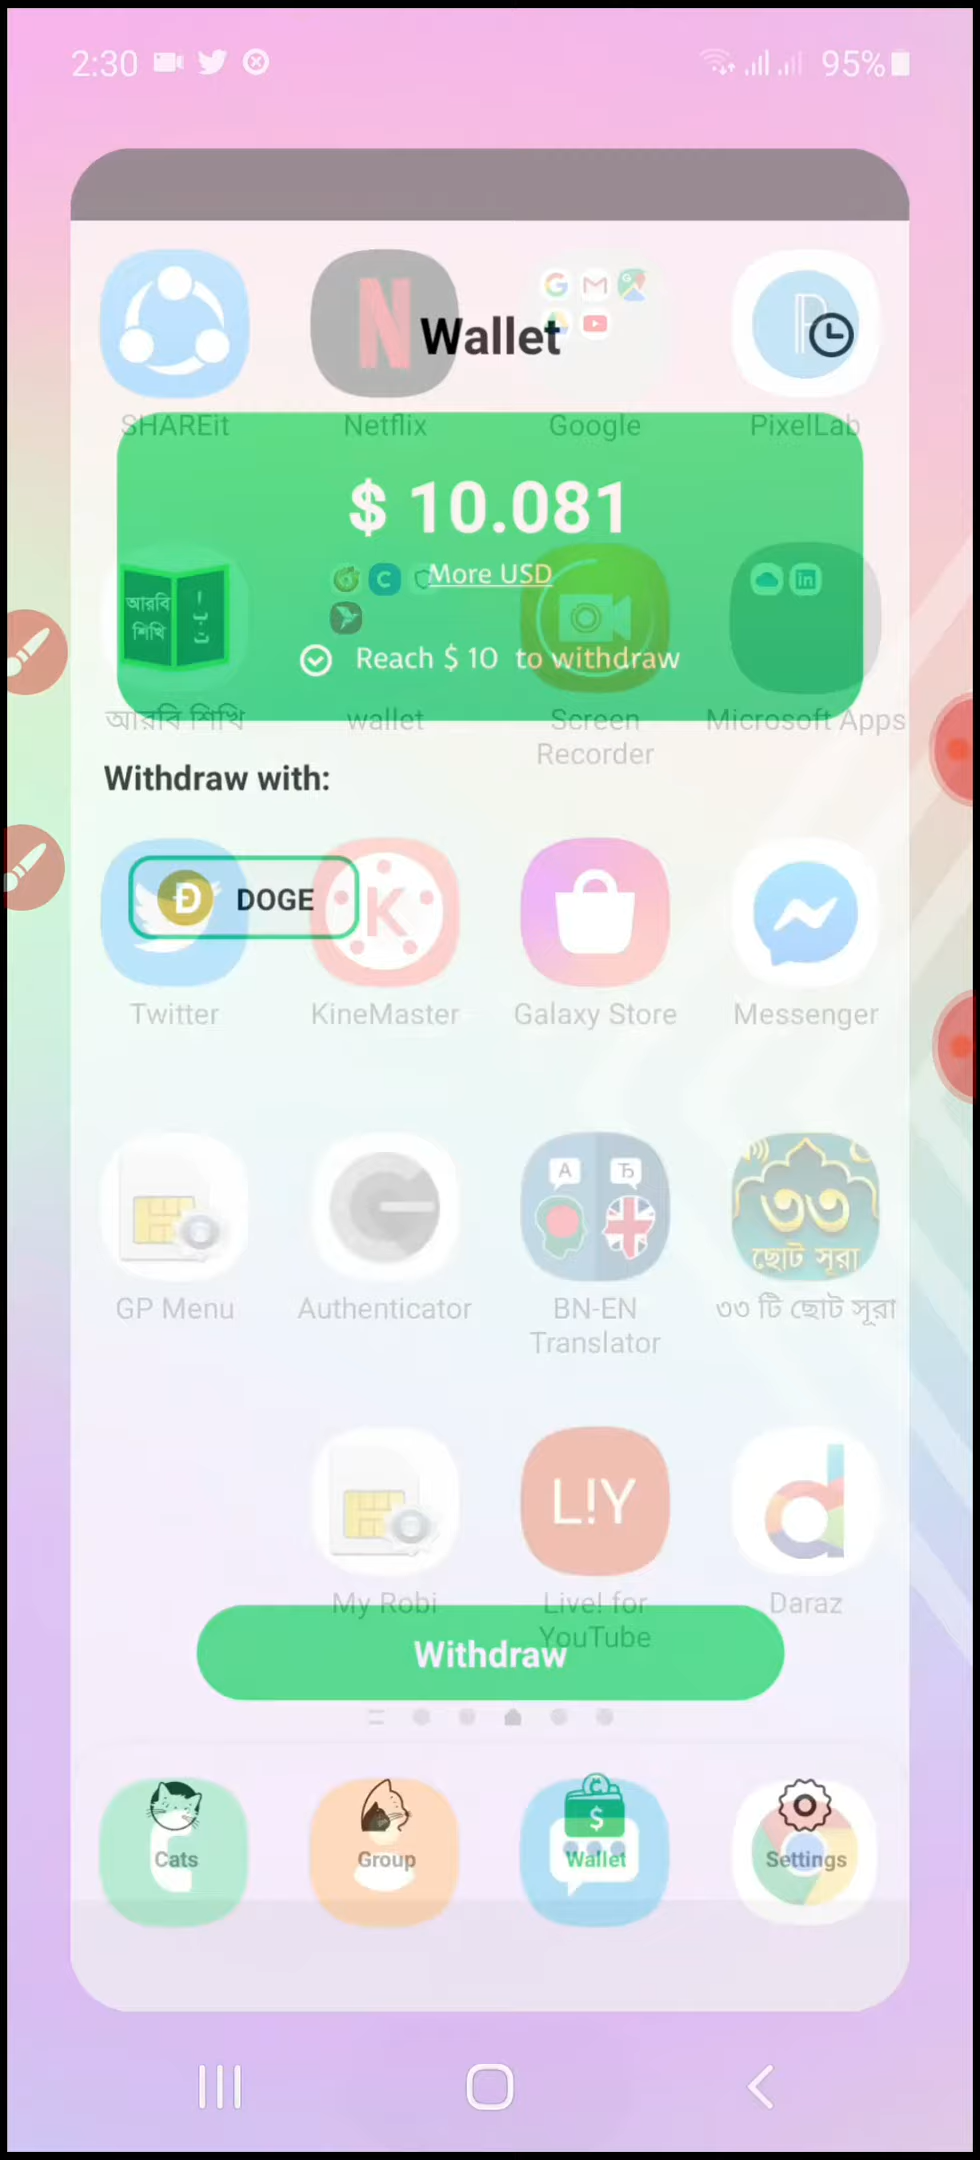 2:30
95%
Wallet
SHAREit
Netflix
Google
PixelLab
$ 10.081
More USD
Reach $ 10 to withdraw
আরবি
শিখি
আরবি শিখি
wallet
Screen
Recorder
Microsoft Apps
Withdraw with:
DOGE
Twitter
KineMaster
Galaxy Store
Messenger
৩৩
ছোট সূরা
GP Menu
Authenticator
BN-EN
Translator
৩৩ টি ছোট সূরা
L!Y
My Robi
Live! for
YouTube
Daraz
Withdraw
Cats
Group
Wallet
Settings